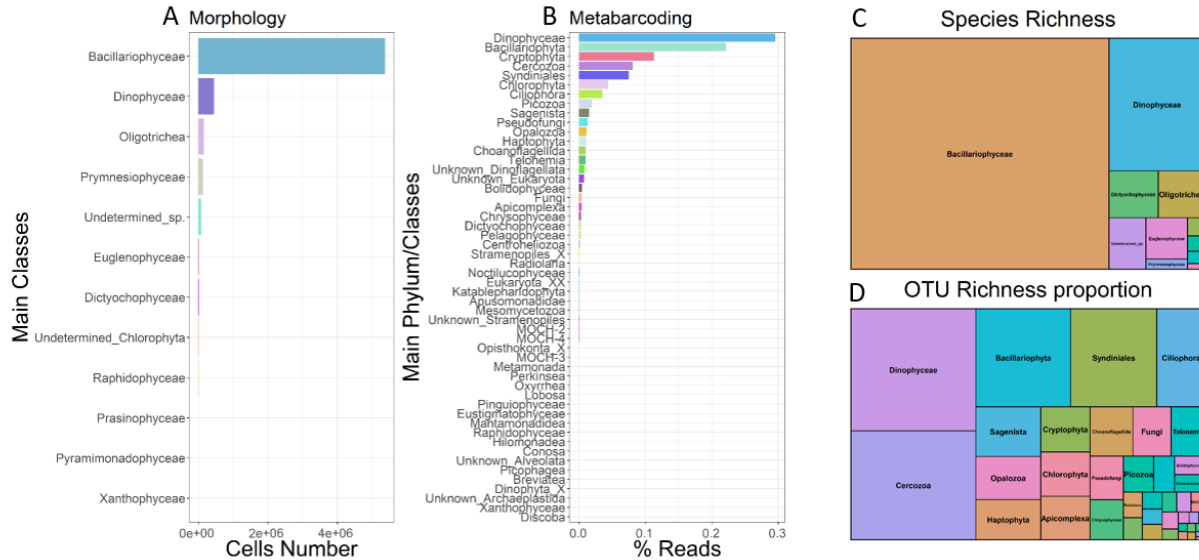 A Morphology
Main Classes
Bacillariophyceae
Dinophyceae
Oligotrichea
Prymnesiophyceae
Undetermined_sp.
Euglenophyceae
Dictyochophyceae
Undetermined_Chlorophyta
Raphidophyceae
Prasinophyceae
Pyramimonadophyceae
Xanthophyceae
0e+00 2e+06 4e+06
Cells Number
B Metabarcoding
Main Phylum/Classes
Dinophyceae
Bacillariophyta
Cryptophyta
Cercozoa
Syndiniales
Chlorophyta
Ciliophora
Picozoa
Sagenista
Pseudofungi
Opalozoa
Haptophyta
Choanoflagellida
Telonemia
Unknown_Dinoflagellata
Unknown_Eukaryota
Bolidophyceae
Fungi
Apicomplexa
Chrysophyceae
Dictyochophyceae
Pelagophyceae
Centroheliozoa
Stramenopiles_X
Radiolaria
Noctilucophyceae
Eukaryota_XX
Katablepharidophyta
Apusomonadidae
Mesomycetozoa
Unknown_Stramenopiles
MOCH-2
MOCH-4
Opisthokonta_X
MOCH-3
Metamonada
Perkinsea
Oxyrrhea
Lobosa
Pinguiophyceae
Eustigmatophyceae
Mantamonadidea
Raphidophyceae
Hilomonadea
Conosa
Unknown_Alveolata
Picophagea
Breviatea
Dinophyta_X
Unknown_Archaeplastida
Xanthophyceae
Discoba
0.0 0.1 0.2 0.3
% Reads
C Species Richness
Bacillariophyceae
Dinophyceae
Dictyochophyceae
Oligotrichea
Undetermined_sp.
Euglenophyceae
Prymnesiophyceae
D OTU Richness proportion
Dinophyceae
Bacillariophyta
Syndiniales
Ciliophora
Cercozoa
Sagenista
Cryptophyta
Choanoflagellida
Fungi
Telonemia
Opalozoa
Chlorophyta
Pseudofungi
Picozoa
Haptophyta
Apicomplexa
Chrysophyceae